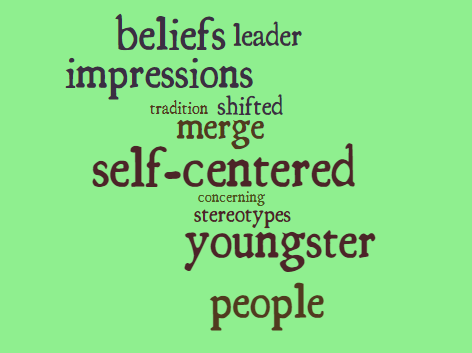 beliefs leader
impressions
tradition shifted
merge
self-centered
concerning
stereotypes
youngster
people